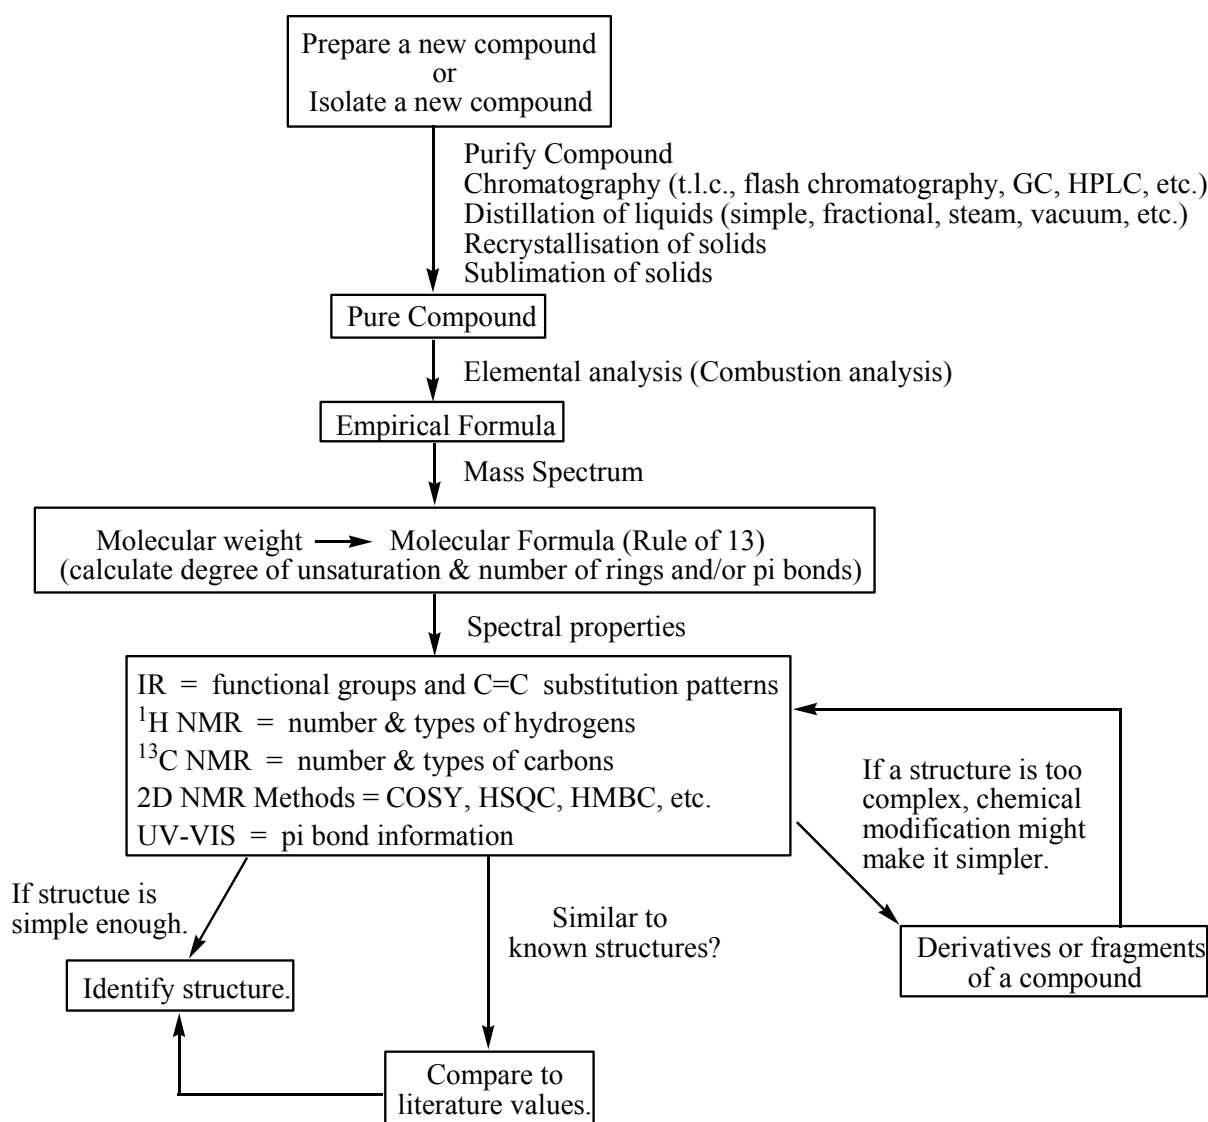 Prepare a new compound
or
Isolate a new compound
Purify Compound
Chromatography (t.l.c., flash chromatography, GC, HPLC, etc.)
Distillation of liquids (simple, fractional, steam, vacuum, etc.)
Recrystallisation of solids
Sublimation of solids
Pure Compound
Elemental analysis (Combustion analysis)
Empirical Formula
Mass Spectrum
Molecular weight → Molecular Formula (Rule of 13)
(calculate degree of unsaturation & number of rings and/or pi bonds)
Spectral properties
IR = functional groups and C=C substitution patterns
¹H NMR = number & types of hydrogens
¹³C NMR = number & types of carbons
2D NMR Methods = COSY, HSQC, HMBC, etc.
UV-VIS = pi bond information
If a structure is too
complex, chemical
modification might
make it simpler.
If structue is
simple enough.
Similar to
known structures?
Derivatives or fragments
of a compound
Identify structure.
Compare to
literature values.